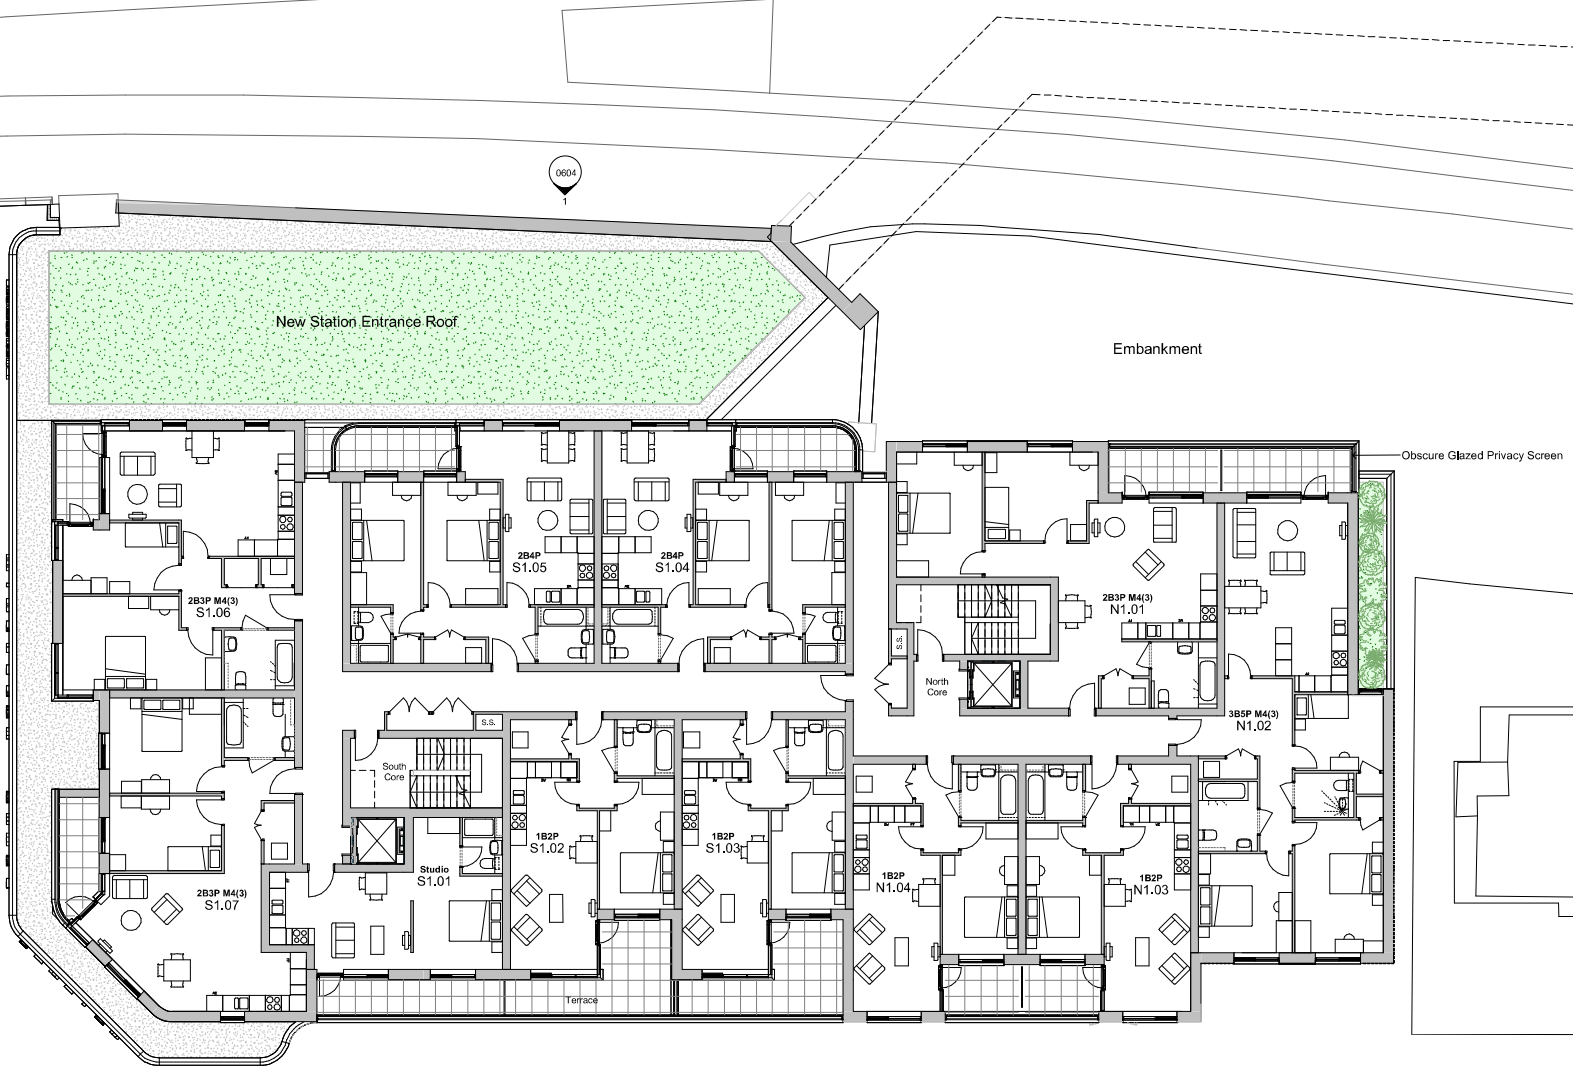 0604
1
New Station Entrance Roof
Embankment
Obscure Glazed Privacy Screen
2B4P
S1.05
2B4P
S1.04
2B3P M4(3)
S1.06
2B3P M4(3)
N1.01
S.S.
North
Core
3B5P M4(3)
N1.02
S.S.
South
Core
1B2P
S1.02
1B2P
S1.03
Studio
S1.01
1B2P
N1.04
1B2P
N1.03
2B3P M4(3)
S1.07
Terrace